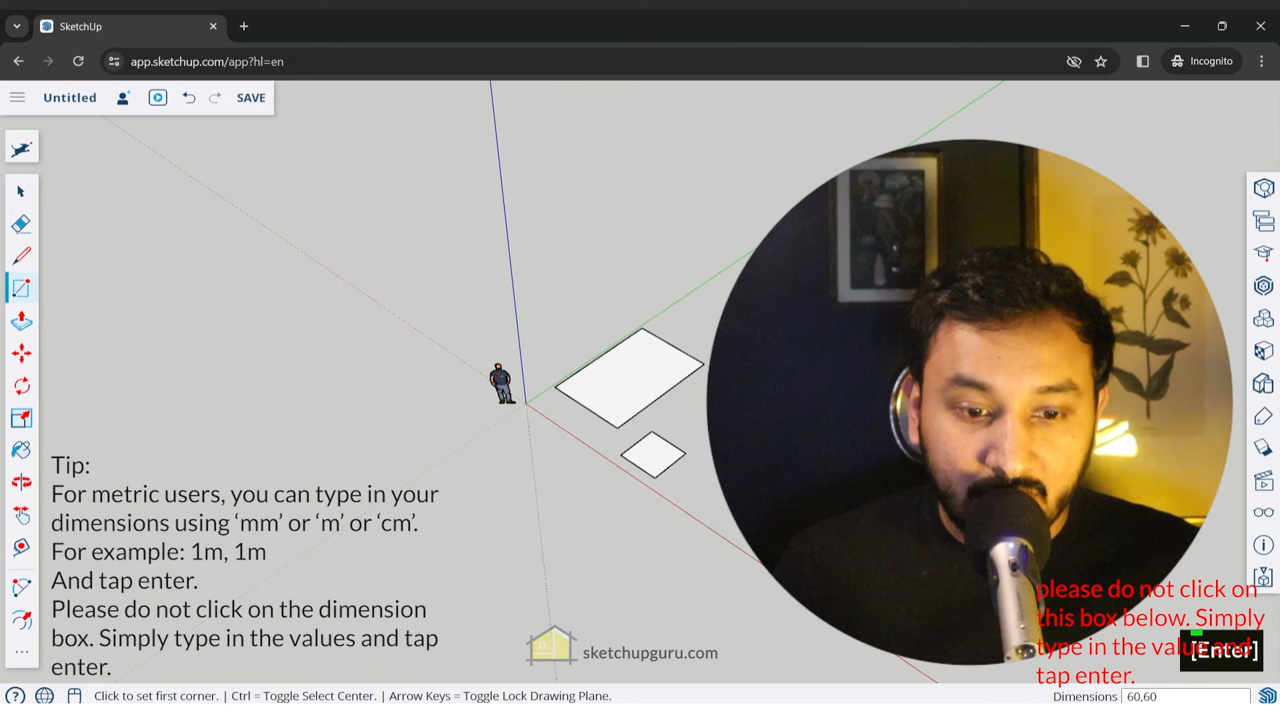 SketchUp
app.sketchup.com/app?hl=en
Incognito
Untitled
SAVE
Tip:
For metric users, you can type in your
dimensions using ‘mm’ or ‘m’ or ‘cm’.
For example: 1m, 1m
And tap enter.
Please do not click on the dimension
box. Simply type in the values and tap
enter.
sketchupguru.com
please do not click on
this box below. Simply
type in the value and
tap enter.
[Enter]
Click to set first corner. | Ctrl = Toggle Select Center. | Arrow Keys = Toggle Lock Drawing Plane.
Dimensions 60,60